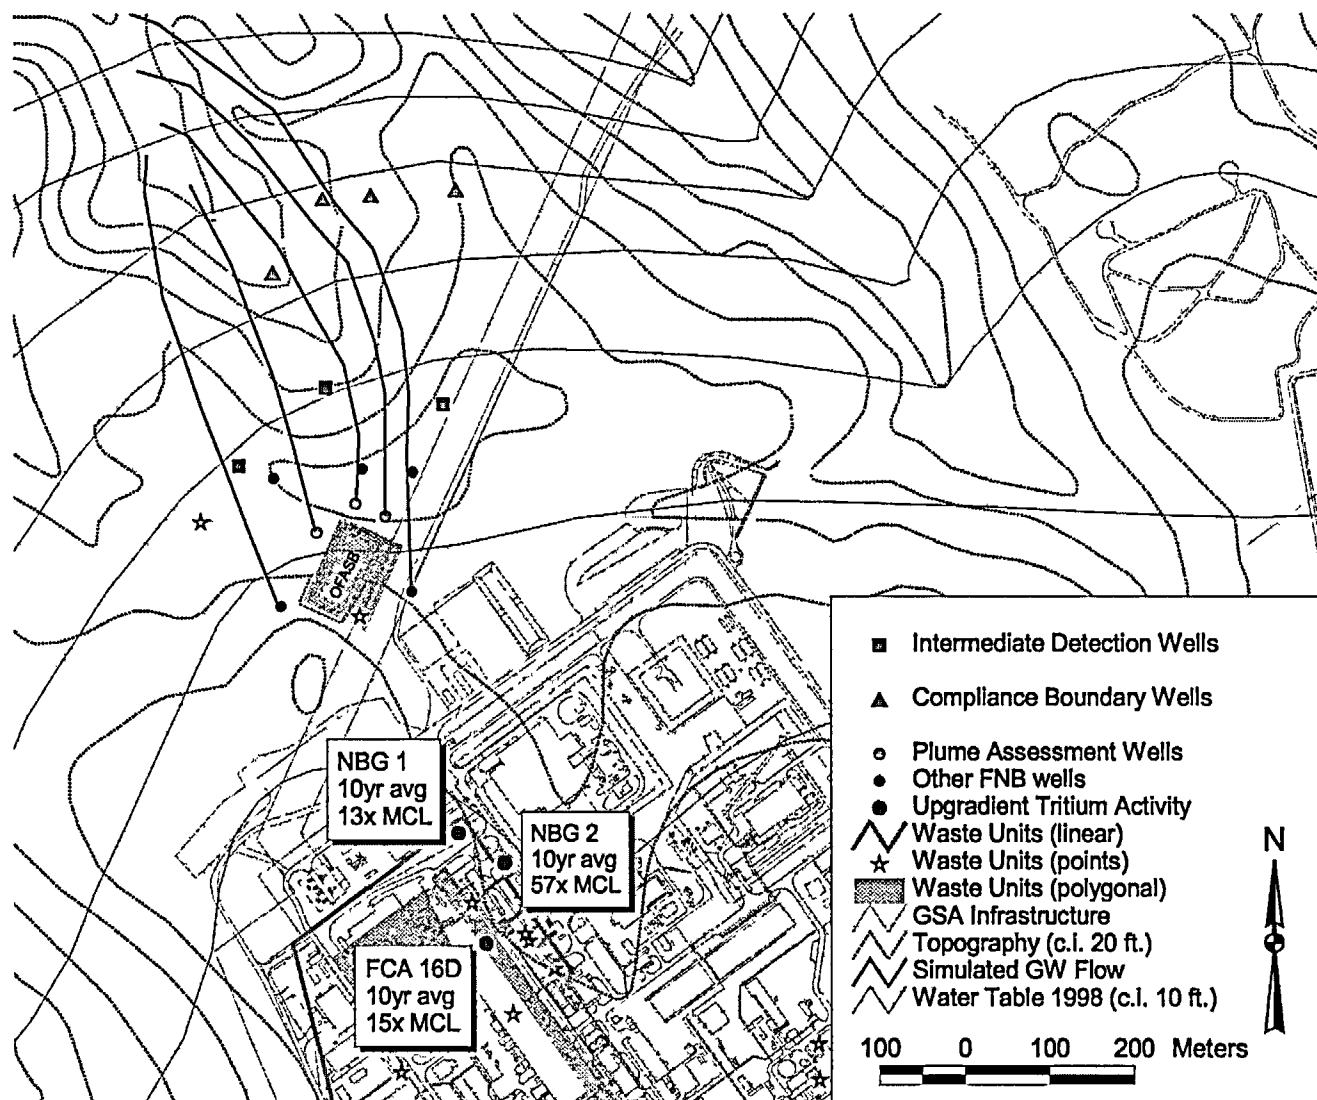 OFASB
NBG 1
10yr avg
13x MCL
NBG 2
10yr avg
57x MCL
FCA 16D
10yr avg
15x MCL
Intermediate Detection Wells
Compliance Boundary Wells
Plume Assessment Wells
Other FNB wells
Upgradient Tritium Activity
Waste Units (linear)
Waste Units (points)
Waste Units (polygonal)
GSA Infrastructure
Topography (c.i. 20 ft.)
Simulated GW Flow
Water Table 1998 (c.i. 10 ft.)
N
100 0 100 200 Meters